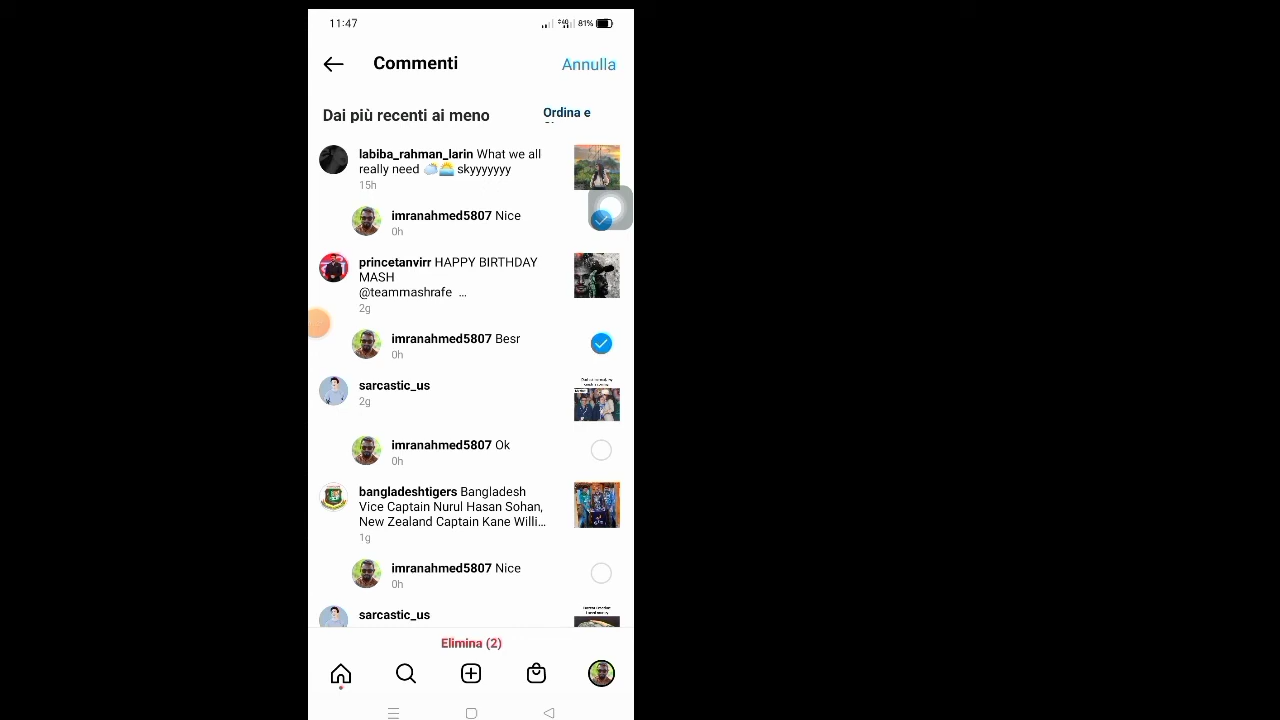 11:47
81%
Commenti
Annulla
Dai più recenti ai meno
Ordina e
labiba_rahman_larin What we all
really need 🌥️🌅 skyyyyyyy
15h
imranahmed5807 Nice
0h
princetanvirr HAPPY BIRTHDAY
MASH
@teammashrafe ...
2g
imranahmed5807 Besr
0h
sarcastic_us
2g
imranahmed5807 Ok
0h
bangladeshtigers Bangladesh
Vice Captain Nurul Hasan Sohan,
New Zealand Captain Kane Willi...
1g
imranahmed5807 Nice
0h
sarcastic_us
Elimina (2)